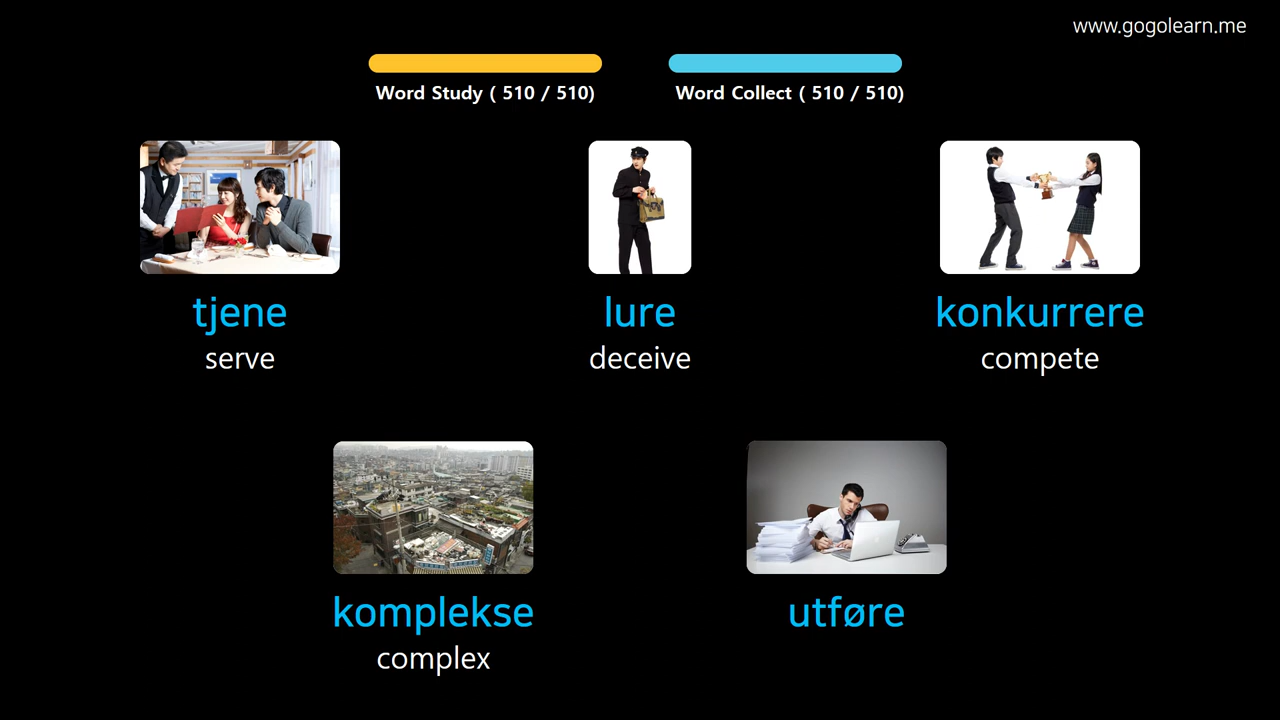 www.gogolearn.me
Word Study ( 510 / 510)
Word Collect ( 510 / 510)
tjene
lure
konkurrere
serve
deceive
compete
komplekse
utføre
complex